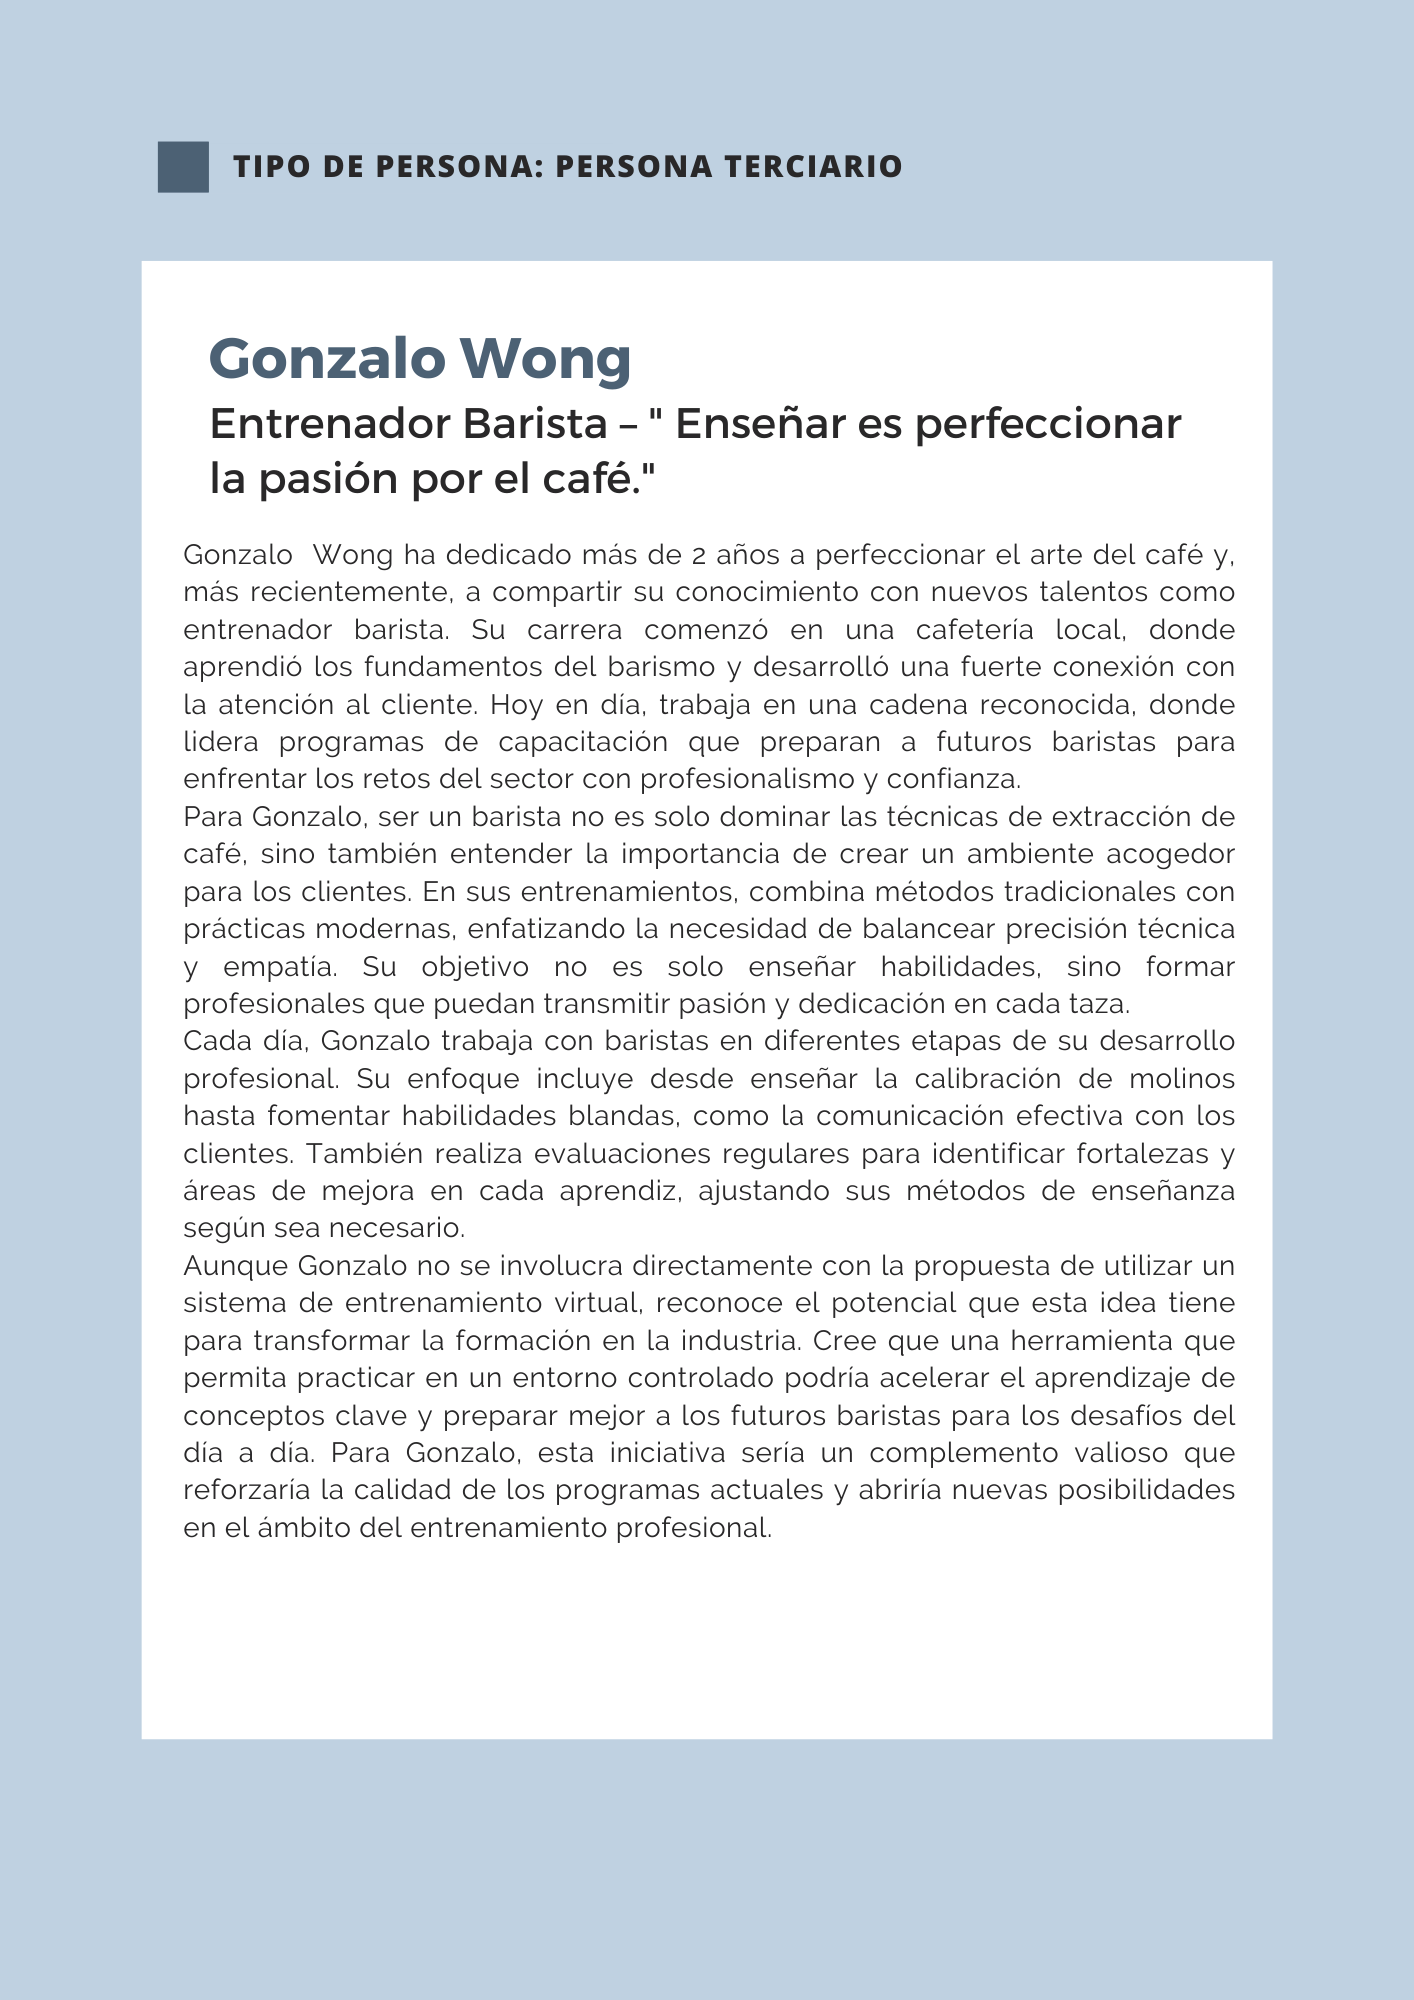 TIPO DE PERSONA: PERSONA TERCIARIO
Gonzalo Wong
Entrenador Barista – " Enseñar es perfeccionar
la pasión por el café."
Gonzalo  Wong ha dedicado más de 2 años a perfeccionar el arte del café y,
más recientemente, a compartir su conocimiento con nuevos talentos como
entrenador barista. Su carrera comenzó en una cafetería local, donde
aprendió los fundamentos del barismo y desarrolló una fuerte conexión con
la atención al cliente. Hoy en día, trabaja en una cadena reconocida, donde
lidera programas de capacitación que preparan a futuros baristas para
enfrentar los retos del sector con profesionalismo y confianza.
Para Gonzalo, ser un barista no es solo dominar las técnicas de extracción de
café, sino también entender la importancia de crear un ambiente acogedor
para los clientes. En sus entrenamientos, combina métodos tradicionales con
prácticas modernas, enfatizando la necesidad de balancear precisión técnica
y empatía. Su objetivo no es solo enseñar habilidades, sino formar
profesionales que puedan transmitir pasión y dedicación en cada taza.
Cada día, Gonzalo trabaja con baristas en diferentes etapas de su desarrollo
profesional. Su enfoque incluye desde enseñar la calibración de molinos
hasta fomentar habilidades blandas, como la comunicación efectiva con los
clientes. También realiza evaluaciones regulares para identificar fortalezas y
áreas de mejora en cada aprendiz, ajustando sus métodos de enseñanza
según sea necesario.
Aunque Gonzalo no se involucra directamente con la propuesta de utilizar un
sistema de entrenamiento virtual, reconoce el potencial que esta idea tiene
para transformar la formación en la industria. Cree que una herramienta que
permita practicar en un entorno controlado podría acelerar el aprendizaje de
conceptos clave y preparar mejor a los futuros baristas para los desafíos del
día a día. Para Gonzalo, esta iniciativa sería un complemento valioso que
reforzaría la calidad de los programas actuales y abriría nuevas posibilidades
en el ámbito del entrenamiento profesional.